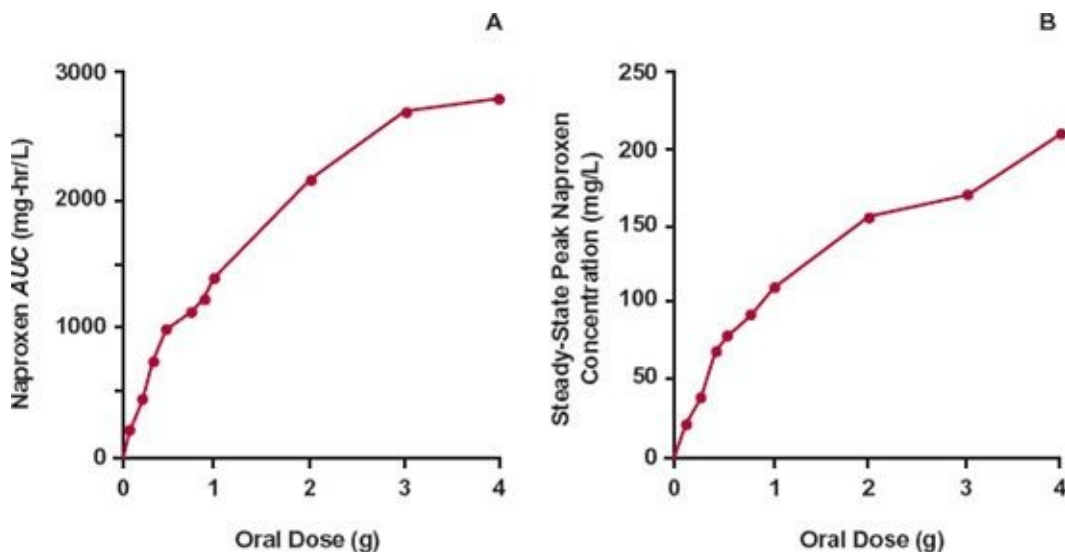 A
3000
2000
1000
0
Naproxen AUC (mg-hr/L)
0 1 2 3 4
Oral Dose (g)
B
250
200
150
100
50
0
Steady-State Peak Naproxen
Concentration (mg/L)
0 1 2 3 4
Oral Dose (g)